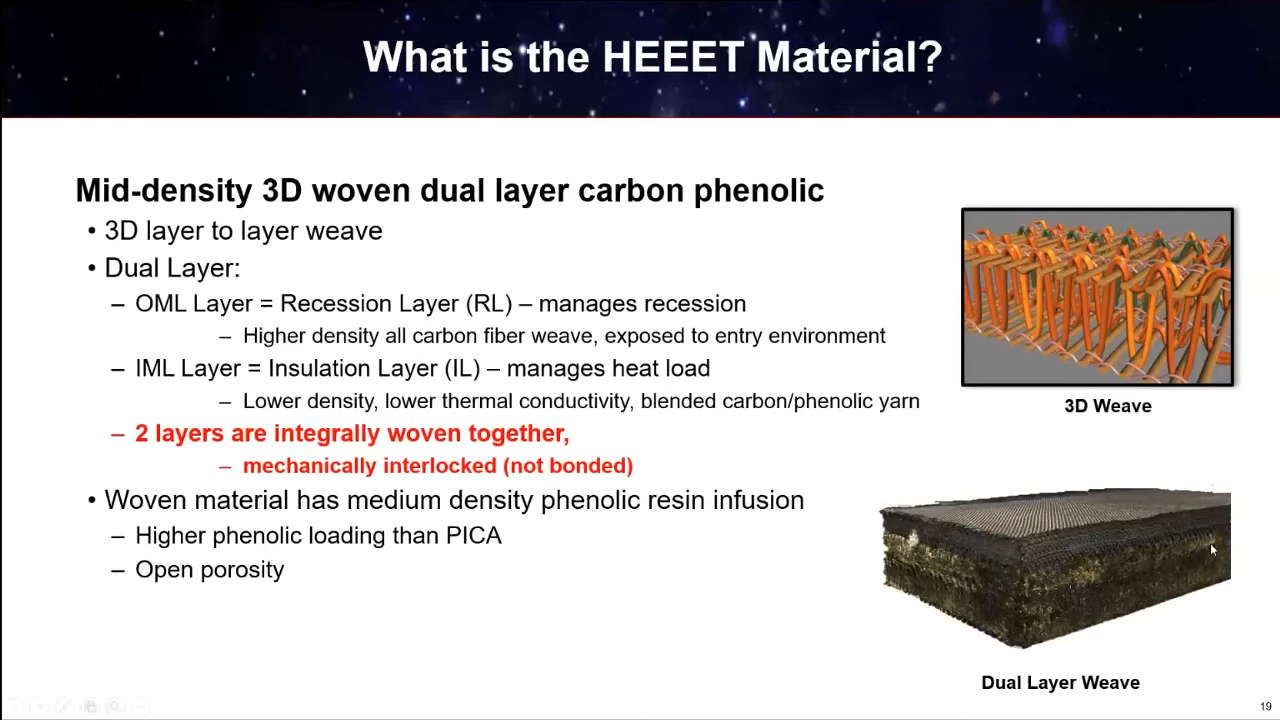 What is the HEEET Material?
Mid-density 3D woven dual layer carbon phenolic
• 3D layer to layer weave
• Dual Layer:
– OML Layer = Recession Layer (RL) – manages recession
– Higher density all carbon fiber weave, exposed to entry environment
– IML Layer = Insulation Layer (IL) – manages heat load
– Lower density, lower thermal conductivity, blended carbon/phenolic yarn
– 2 layers are integrally woven together,
– mechanically interlocked (not bonded)
• Woven material has medium density phenolic resin infusion
– Higher phenolic loading than PICA
– Open porosity
3D Weave
Dual Layer Weave
19